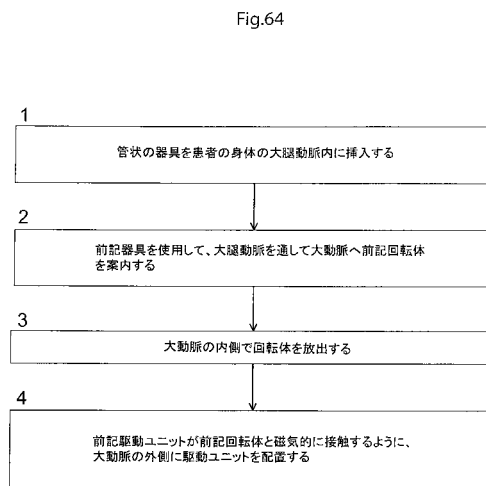 Fig.64
1
管状の器具を患者の身体の大腿動脈内に挿入する
2
前記器具を使用して、大腿動脈を通して大動脈へ前記回転体
を案内する
3
大動脈の内側で回転体を放出する
4
前記駆動ユニットが前記回転体と磁気的に接触するように、
大動脈の外側に駆動ユニットを配置する